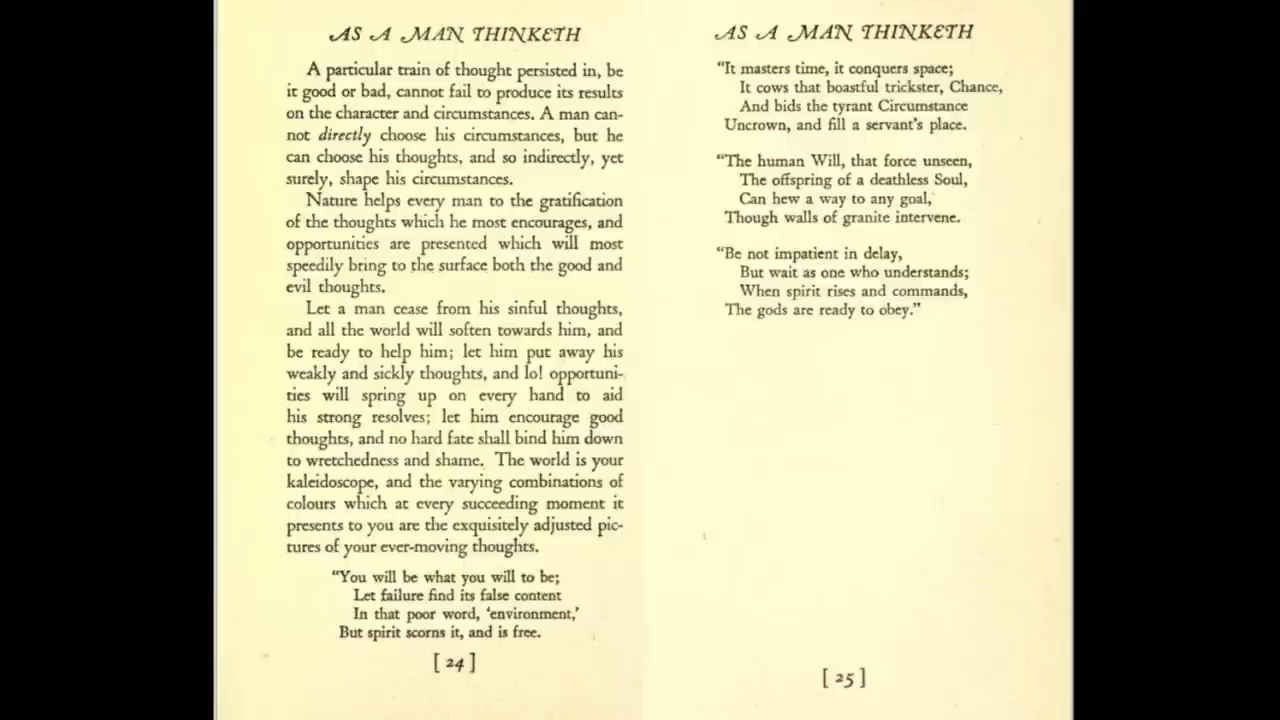 AS A MAN THINKETH
A particular train of thought persisted in, be
it good or bad, cannot fail to produce its results
on the character and circumstances. A man can-
not directly choose his circumstances, but he
can choose his thoughts, and so indirectly, yet
surely, shape his circumstances.
Nature helps every man to the gratification
of the thoughts which he most encourages, and
opportunities are presented which will most
speedily bring to the surface both the good and
evil thoughts.
Let a man cease from his sinful thoughts,
and all the world will soften towards him, and
be ready to help him; let him put away his
weakly and sickly thoughts, and lo! opportuni-
ties will spring up on every hand to aid
his strong resolves; let him encourage good
thoughts, and no hard fate shall bind him down
to wretchedness and shame. The world is your
kaleidoscope, and the varying combinations of
colours which at every succeeding moment it
presents to you are the exquisitely adjusted pic-
tures of your ever-moving thoughts.
“You will be what you will to be;
Let failure find its false content
In that poor word, ‘environment,’
But spirit scorns it, and is free.
[ 24 ]
AS A MAN THINKETH
“It masters time, it conquers space;
It cows that boastful trickster, Chance,
And bids the tyrant Circumstance
Uncrown, and fill a servant’s place.
“The human Will, that force unseen,
The offspring of a deathless Soul,
Can hew a way to any goal,
Though walls of granite intervene.
“Be not impatient in delay,
But wait as one who understands;
When spirit rises and commands,
The gods are ready to obey.”
[ 25 ]